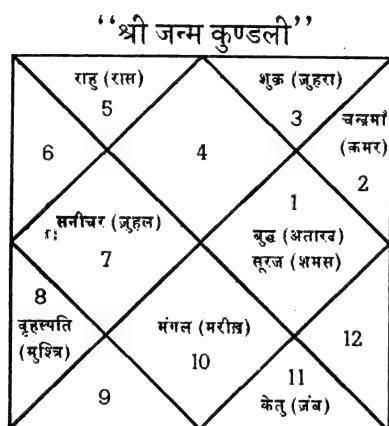 “श्री जन्म कुण्डली”
राहु (रास)
5
शुक्र (ज़ुहरा)
3
चन्द्रमाँ
(क़मर)
2
6
4
1
बुद्ध (अतारद)
सूरज (शमस)
सनीचर (ज़ुहल)
7
8
वृहस्पति
(मुश्त्रि)
मंगल (मरीख़)
10
12
11
केतु (ज़ंब)
9